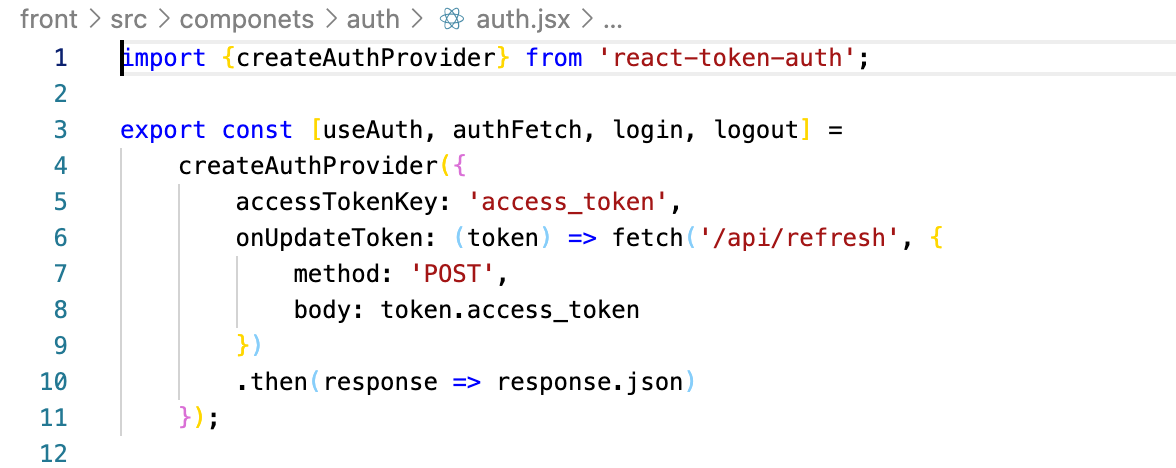 front > src > componets > auth > auth.jsx > ...
1 import {createAuthProvider} from 'react-token-auth';
2
3 export const [useAuth, authFetch, login, logout] =
4 createAuthProvider({
5 accessTokenKey: 'access_token',
6 onUpdateToken: (token) => fetch('/api/refresh', {
7 method: 'POST',
8 body: token.access_token
9 })
10 .then(response => response.json)
11 });
12